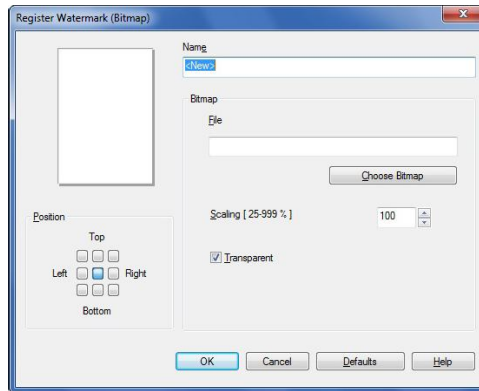 Register Watermark (Bitmap)
Name
<New>
Bitmap
File
Choose Bitmap
Scaling [ 25-999 % ]
100
Transparent
Position
Top
Left
Right
Bottom
OK
Cancel
Defaults
Help